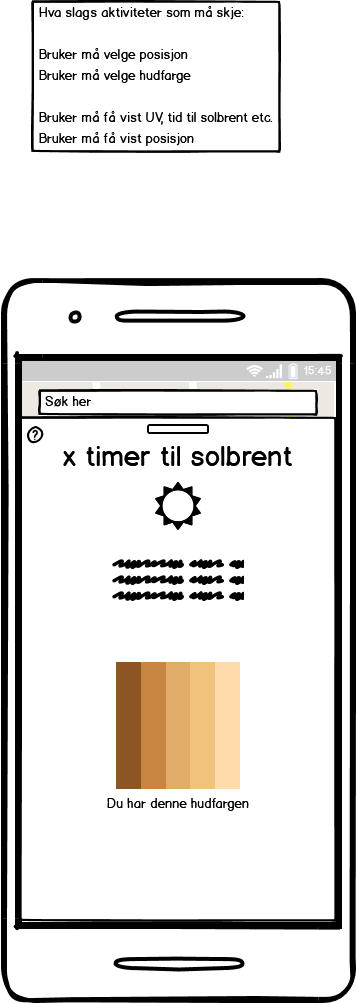 Hva slags aktiviteter som må skje:
Bruker må velge posisjon
Bruker må velge hudfarge
Bruker må få vist UV, tid til solbrent etc.
Bruker må få vist posisjon
15:45
Søk her
?
x timer til solbrent
Du har denne hudfargen